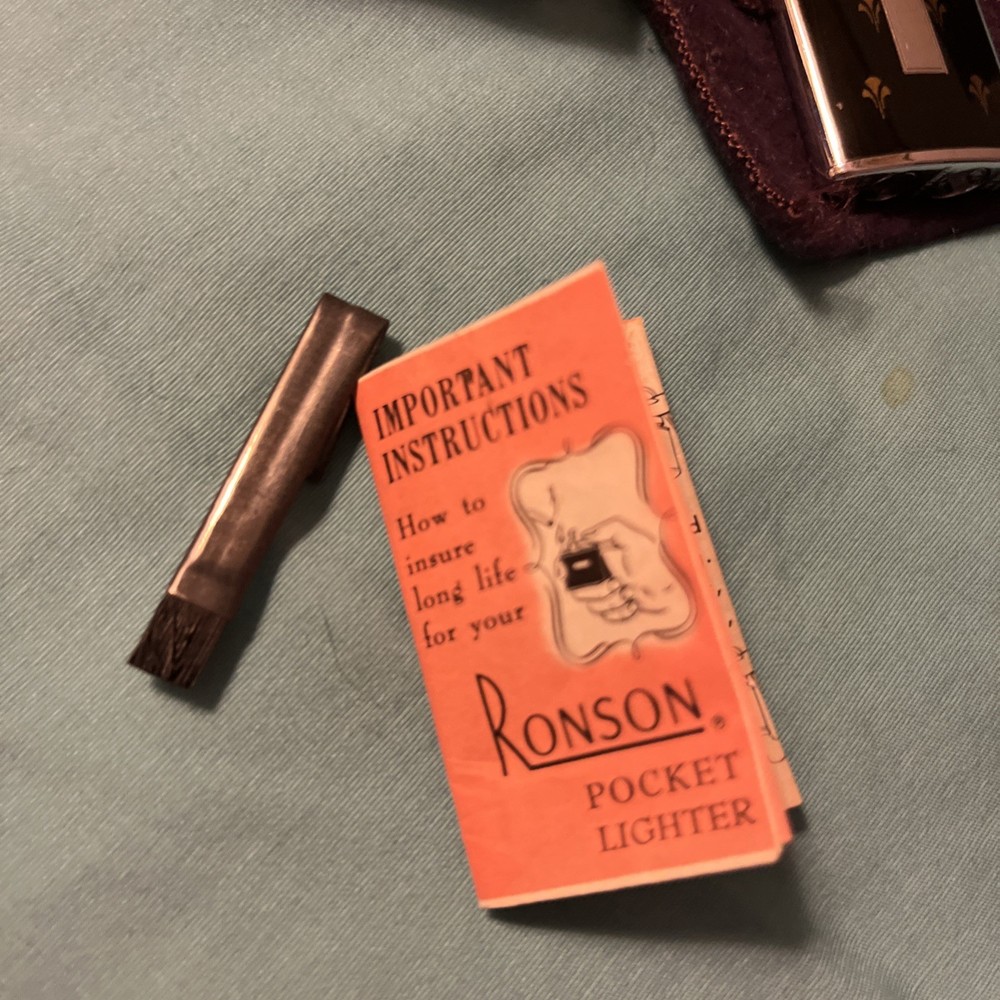 IMPORTANT
INSTRUCTIONS
How to
insure
long life
for your
RONSON®
POCKET
LIGHTER